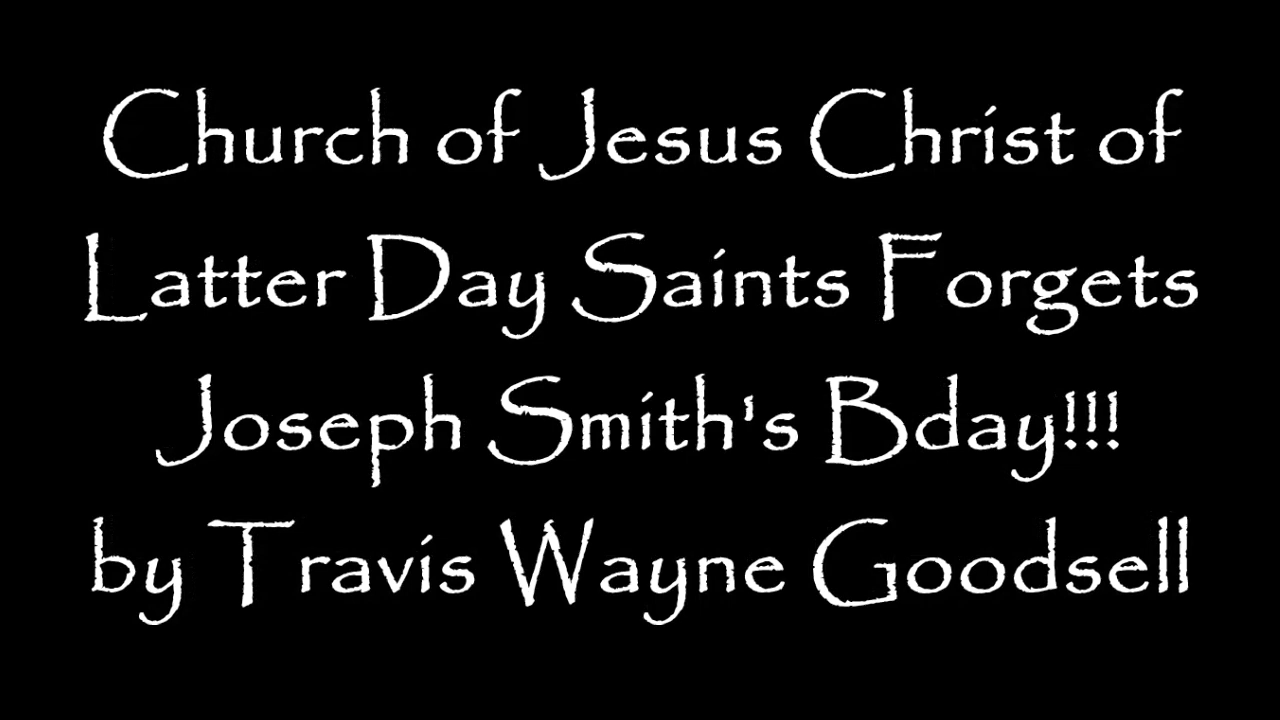 Church of Jesus Christ of
Latter Day Saints Forgets
Joseph Smith's Bday!!!
by Travis Wayne Goodsell